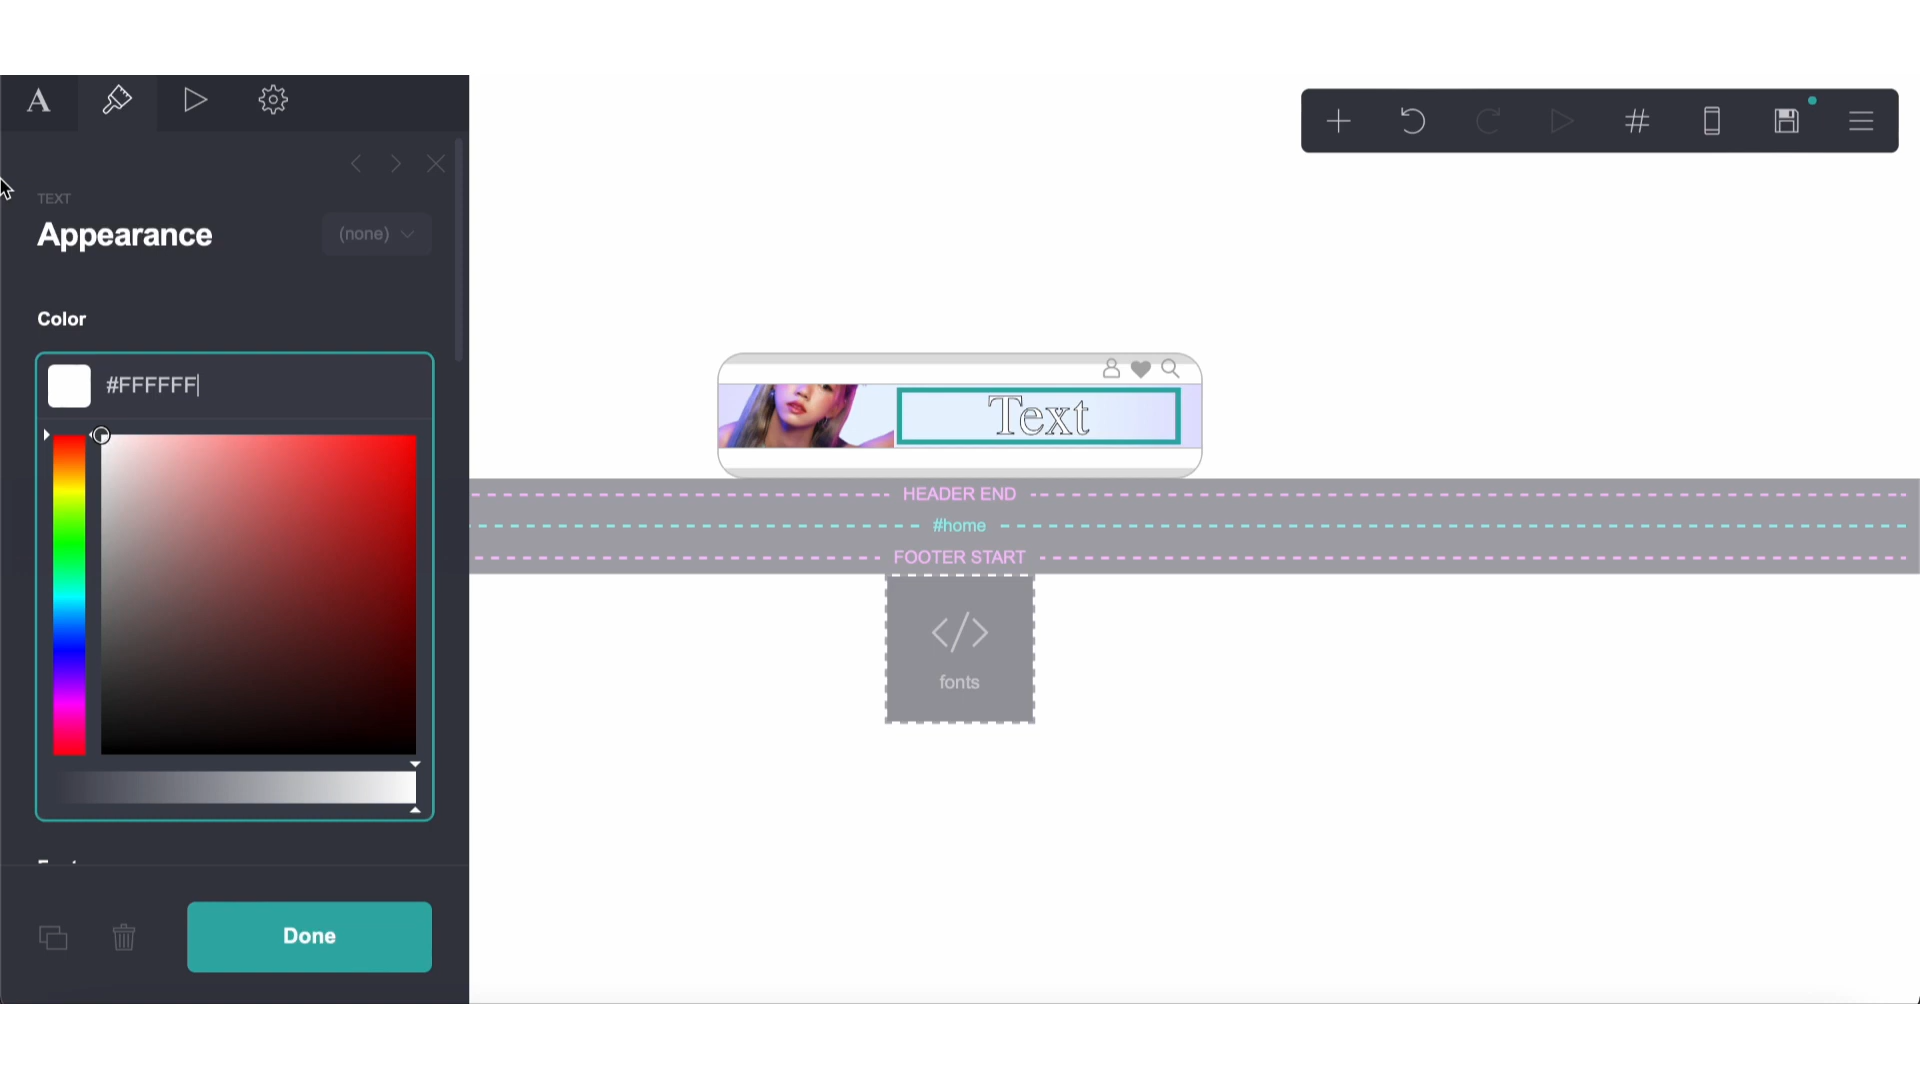 A
TEXT
Appearance
(none)
Color
#FFFFFF
Done
Text
HEADER END
#home
FOOTER START
</>
fonts